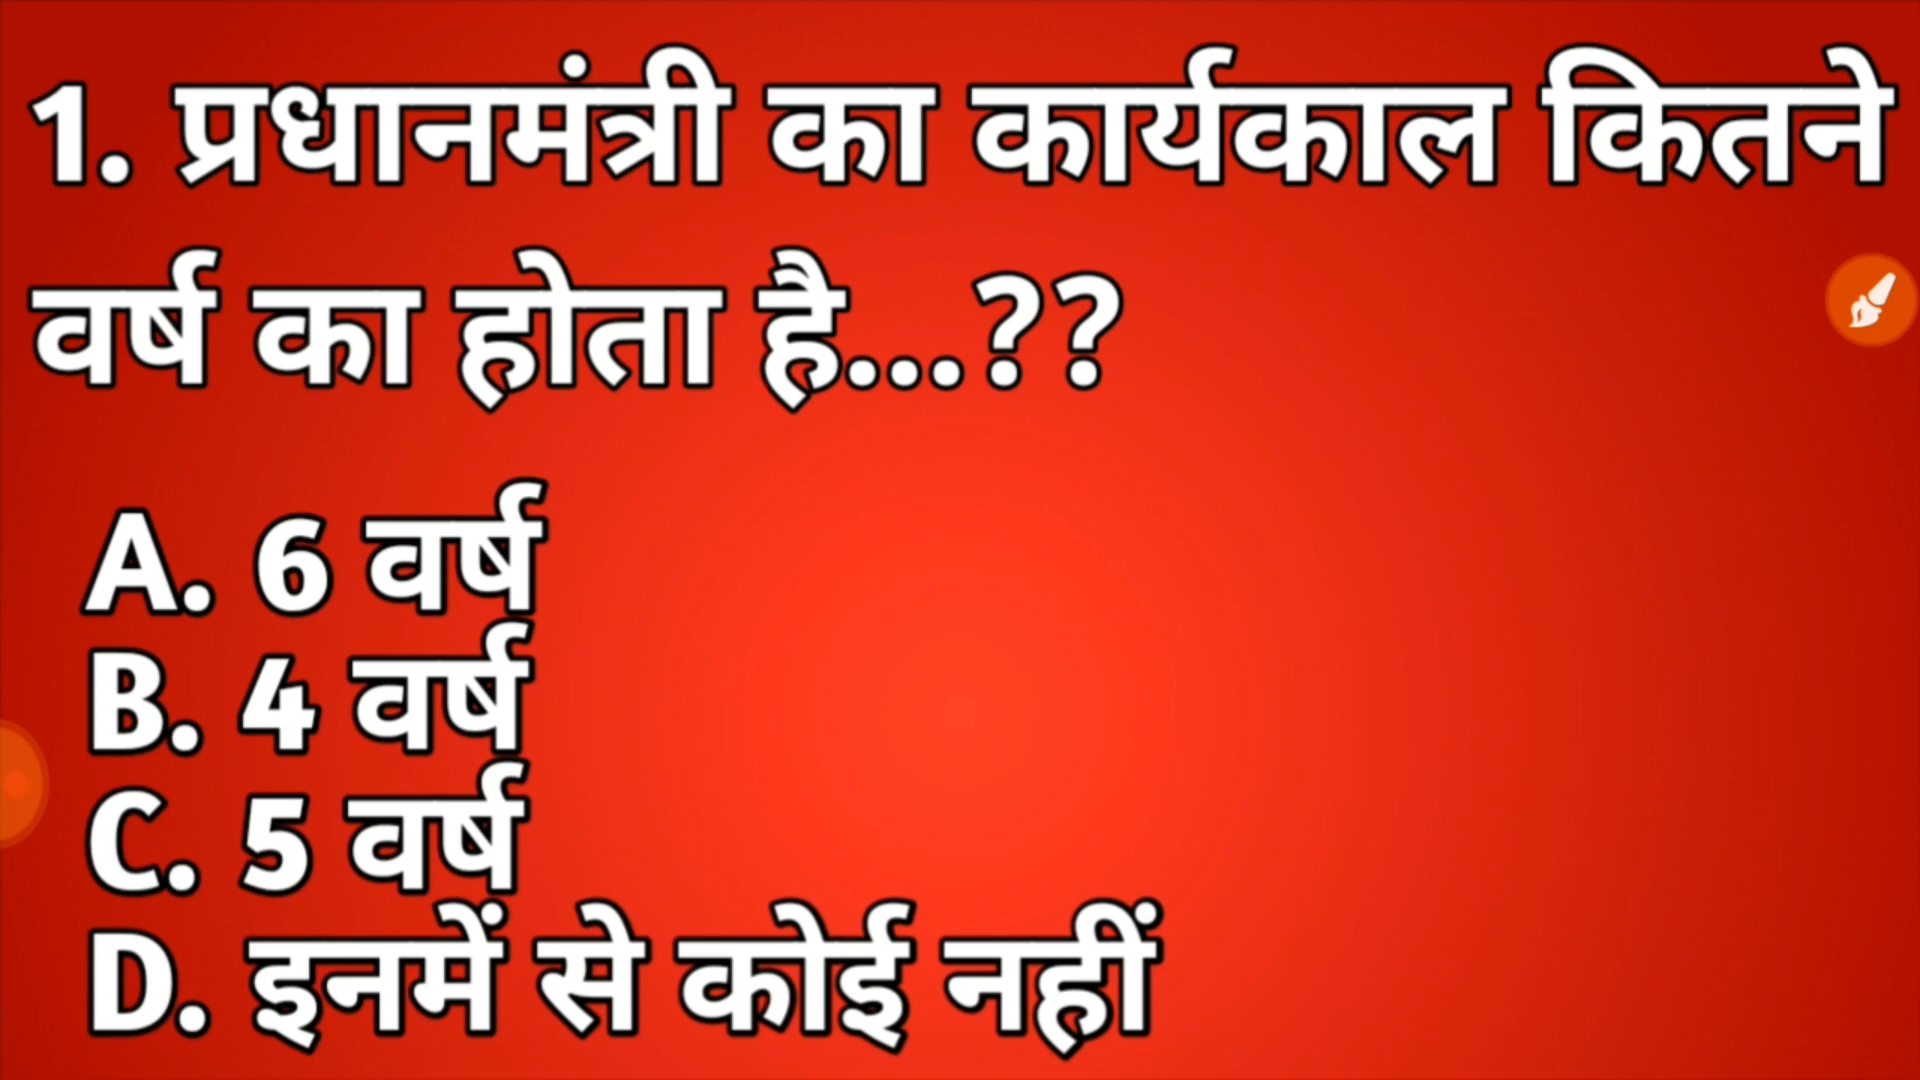 1. प्रधानमंत्री का कार्यकाल कितने
वर्ष का होता है...??
A. 6 वर्ष
B. 4 वर्ष
C. 5 वर्ष
D. इनमें से कोई नहीं